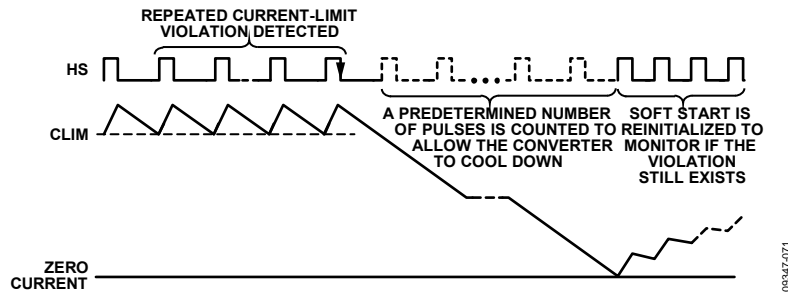 REPEATED CURRENT-LIMIT
VIOLATION DETECTED
HS
CLIM
A PREDETERMINED NUMBER
OF PULSES IS COUNTED TO
ALLOW THE CONVERTER
TO COOL DOWN
SOFT START IS
REINITIALIZED TO
MONITOR IF THE
VIOLATION
STILL EXISTS
ZERO
CURRENT
09347-071